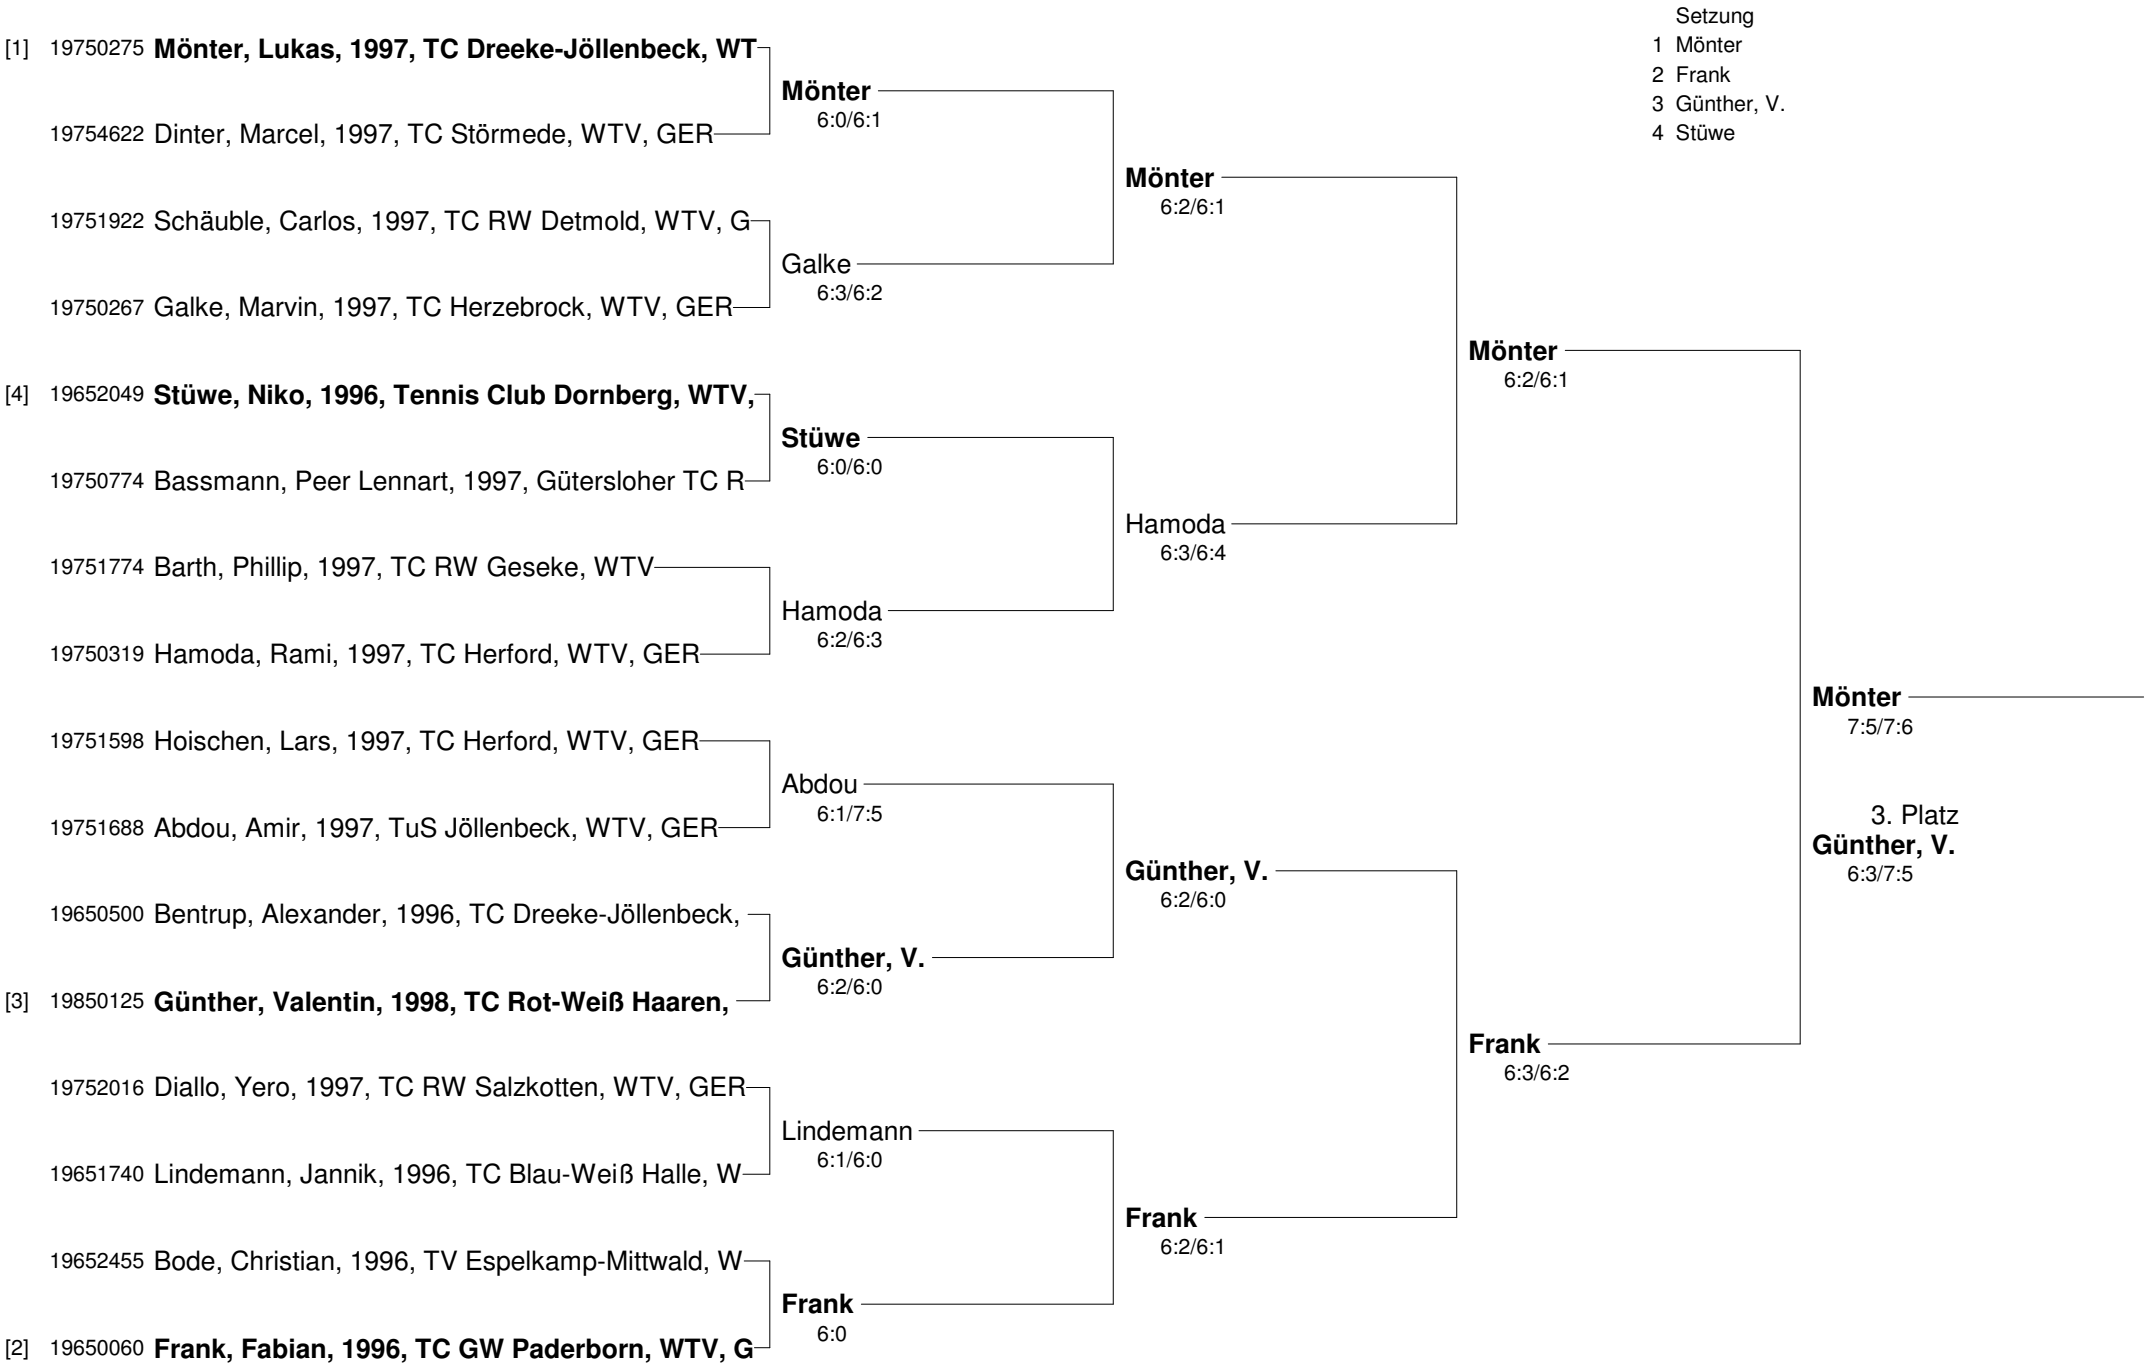 Setzung
1 Mönter
2 Frank
3 Günther, V.
4 Stüwe
[1] 19750275 Mönter, Lukas, 1997, TC Dreeke-Jöllenbeck, WT
Mönter
6:0/6:1
19754622 Dinter, Marcel, 1997, TC Störmede, WTV, GER
Mönter
6:2/6:1
19751922 Schäuble, Carlos, 1997, TC RW Detmold, WTV, G
Galke
6:3/6:2
19750267 Galke, Marvin, 1997, TC Herzebrock, WTV, GER
Mönter
6:2/6:1
[4] 19652049 Stüwe, Niko, 1996, Tennis Club Dornberg, WTV,
Stüwe
6:0/6:0
19750774 Bassmann, Peer Lennart, 1997, Gütersloher TC R
Hamoda
6:3/6:4
19751774 Barth, Phillip, 1997, TC RW Geseke, WTV
Hamoda
6:2/6:3
19750319 Hamoda, Rami, 1997, TC Herford, WTV, GER
Mönter
7:5/7:6
19751598 Hoischen, Lars, 1997, TC Herford, WTV, GER
Abdou
6:1/7:5
19751688 Abdou, Amir, 1997, TuS Jöllenbeck, WTV, GER
3. Platz
Günther, V.
6:3/7:5
Günther, V.
6:2/6:0
19650500 Bentrup, Alexander, 1996, TC Dreeke-Jöllenbeck,
Günther, V.
6:2/6:0
[3] 19850125 Günther, Valentin, 1998, TC Rot-Weiß Haaren,
Frank
6:3/6:2
19752016 Diallo, Yero, 1997, TC RW Salzkotten, WTV, GER
Lindemann
6:1/6:0
19651740 Lindemann, Jannik, 1996, TC Blau-Weiß Halle, W
Frank
6:2/6:1
19652455 Bode, Christian, 1996, TV Espelkamp-Mittwald, W
Frank
6:0
[2] 19650060 Frank, Fabian, 1996, TC GW Paderborn, WTV, G